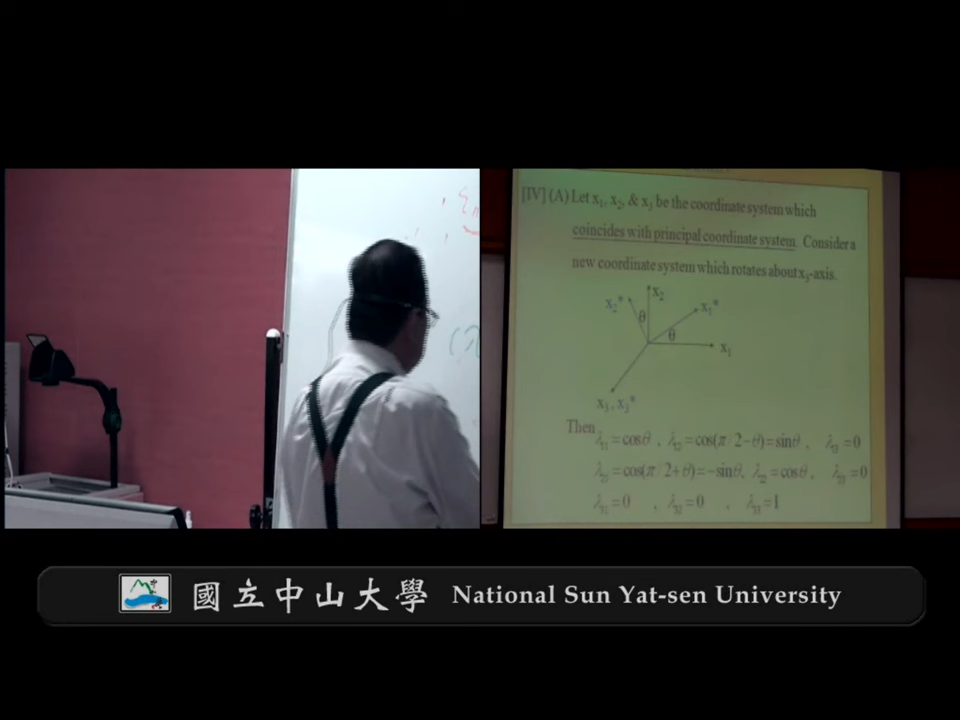 [IV] (A) Let x₁, x₂, & x₃ be the coordinate system which
coincides with principal coordinate system. Consider a
new coordinate system which rotates about x₃-axis.
x₂* x₂ x₁*
θ θ
x₁
x₃, x₃*
Then
λ₁₁=cosθ , λ₁₂=cos(π/2−θ)=sinθ , λ₁₃=0
λ₂₁=cos(π/2+θ)=−sinθ, λ₂₂=cosθ, λ₂₃=0
λ₃₁=0 , λ₃₂=0 , λ₃₃=1
國立中山大學 National Sun Yat-sen University